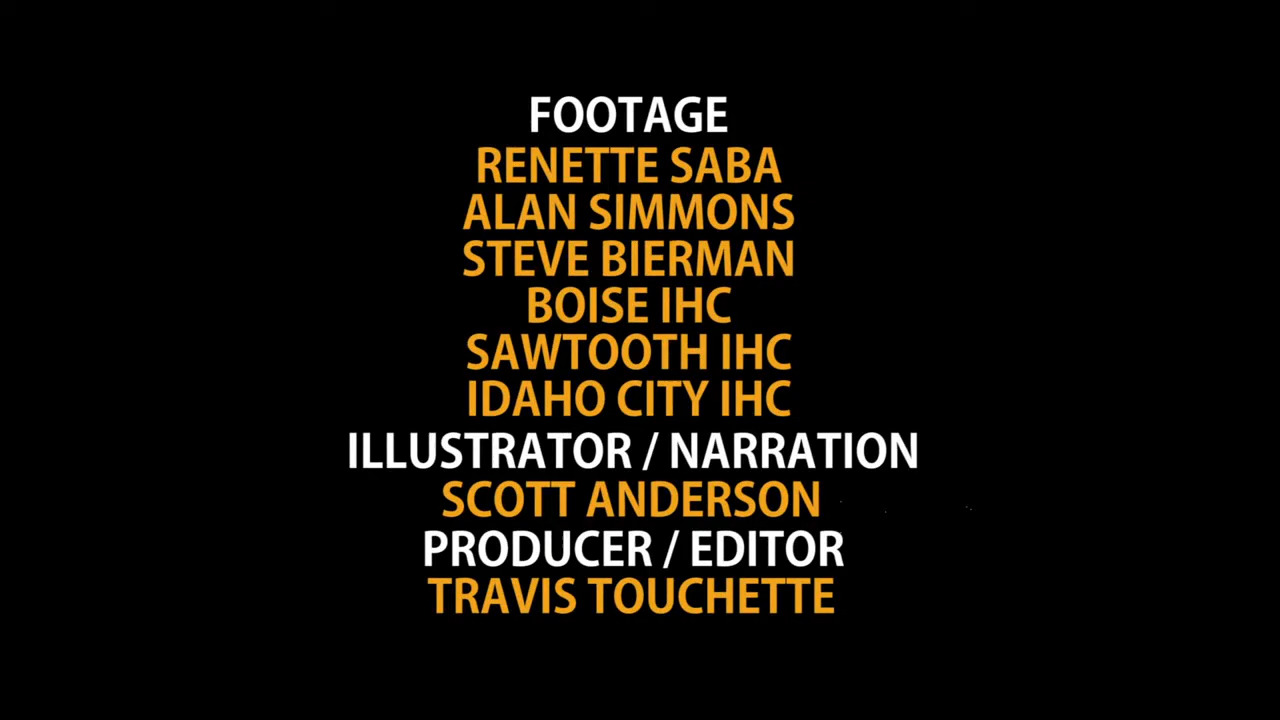 FOOTAGE
RENETTE SABA
ALAN SIMMONS
STEVE BIERMAN
BOISE IHC
SAWTOOTH IHC
IDAHO CITY IHC
ILLUSTRATOR / NARRATION
SCOTT ANDERSON
PRODUCER / EDITOR
TRAVIS TOUCHETTE